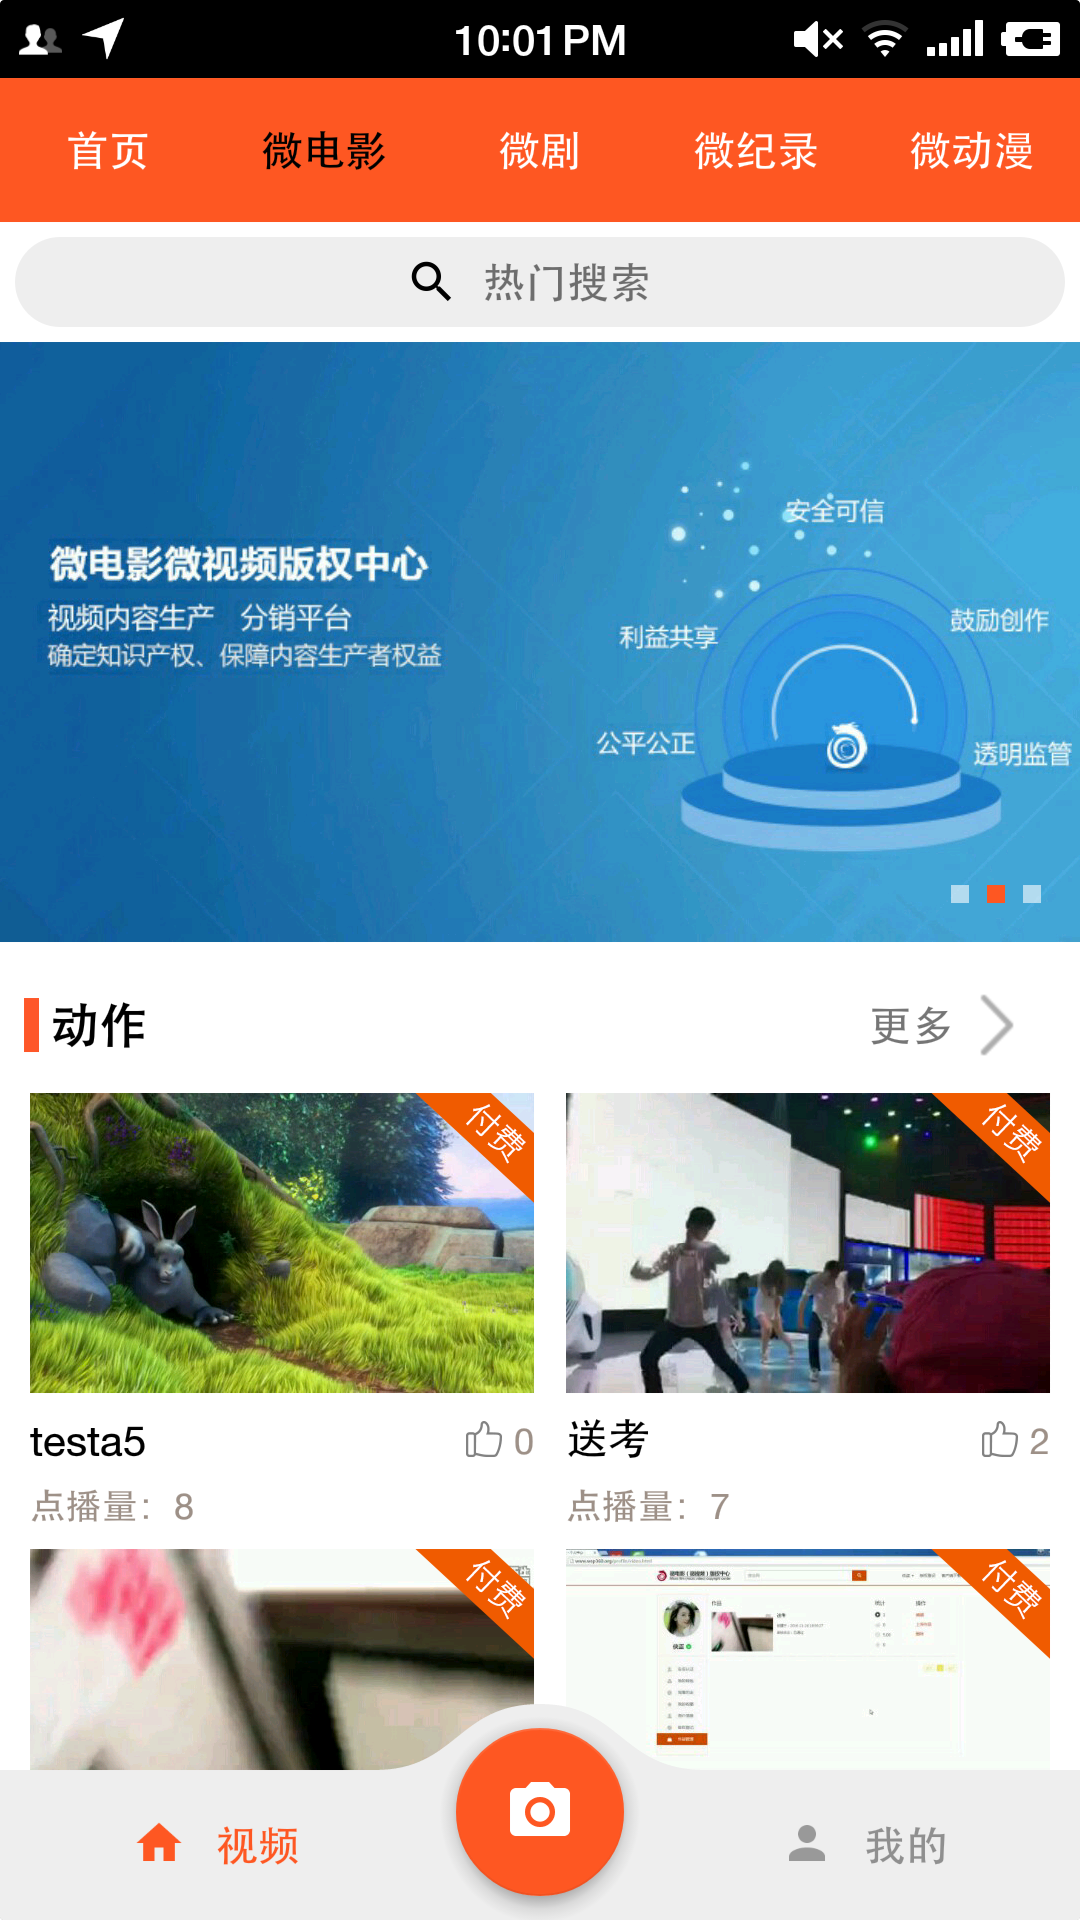 10:01 PM
首页 微电影 微剧 微纪录 微动漫
热门搜索
安全可信
微电影微视频版权中心
视频内容生产 分销平台
鼓励创作
利益共享
确定知识产权、保障内容生产者权益
公平公正
透明监管
动作 更多
付费 付费
testa5 0 送考 2
点播量：8 点播量：7
付费 付费
送考
视频 我的